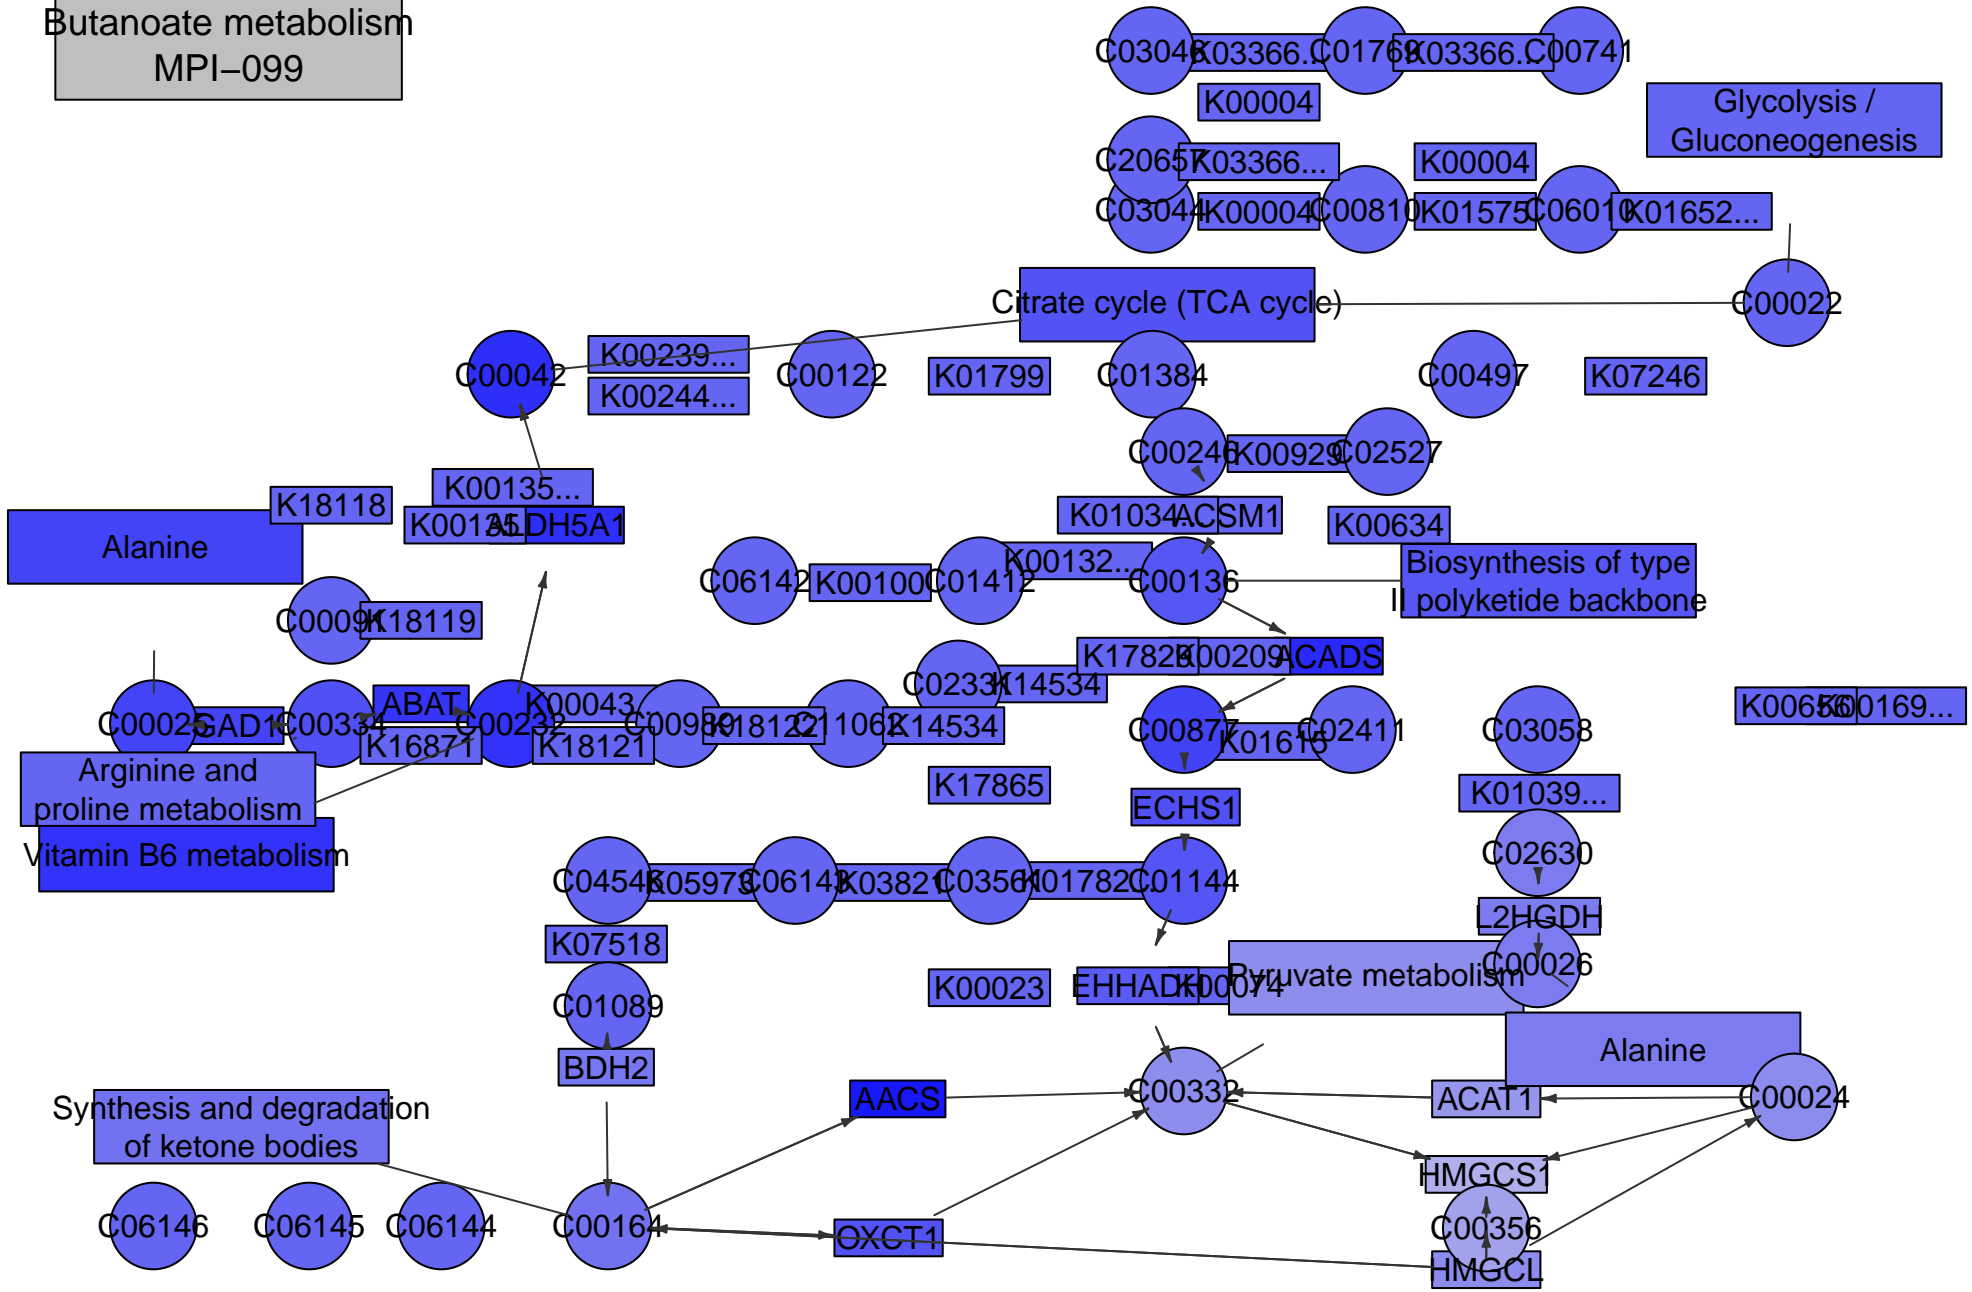 Butanoate metabolism
MPI−099
C03046
K03366...
C01769
K03366...
C00741
K00004
Glycolysis /
Gluconeogenesis
C20657
K03366...
K00004
C03044
K00004
C00810
K01575
C06010
K01652...
Citrate cycle (TCA cycle)
C00022
C00042
K00239...
K00244...
C00122
K01799
C01384
C00497
K07246
C00246
K00929
C02527
K18118
K00135...
K00135
ALDH5A1
K01034...
ACSM1
K00634
Alanine
C06142
K00100
C01412
K00132...
C00136
Biosynthesis of type
II polyketide backbone
C00091
K18119
K17829
K00209
ACADS
C02331
K14534
C00025
GAD1
C00334
ABAT
K16871
C00232
K00043...
K18121
C00989
K18122
C11062
K14534
C00877
K01615
C02411
C03058
K00656
K00169...
Arginine and
proline metabolism
K17865
ECHS1
K01039...
Vitamin B6 metabolism
C02630
C04546
K05973
C06143
K03821
C03561
K01782...
C01144
L2HGDH
K07518
C00026
C01089
K00023
EHHADH
K00074
Pyruvate metabolism
Alanine
BDH2
AACS
C00332
ACAT1
C00024
Synthesis and degradation
of ketone bodies
HMGCS1
C06146
C06145
C06144
C00164
OXCT1
C00356
HMGCL